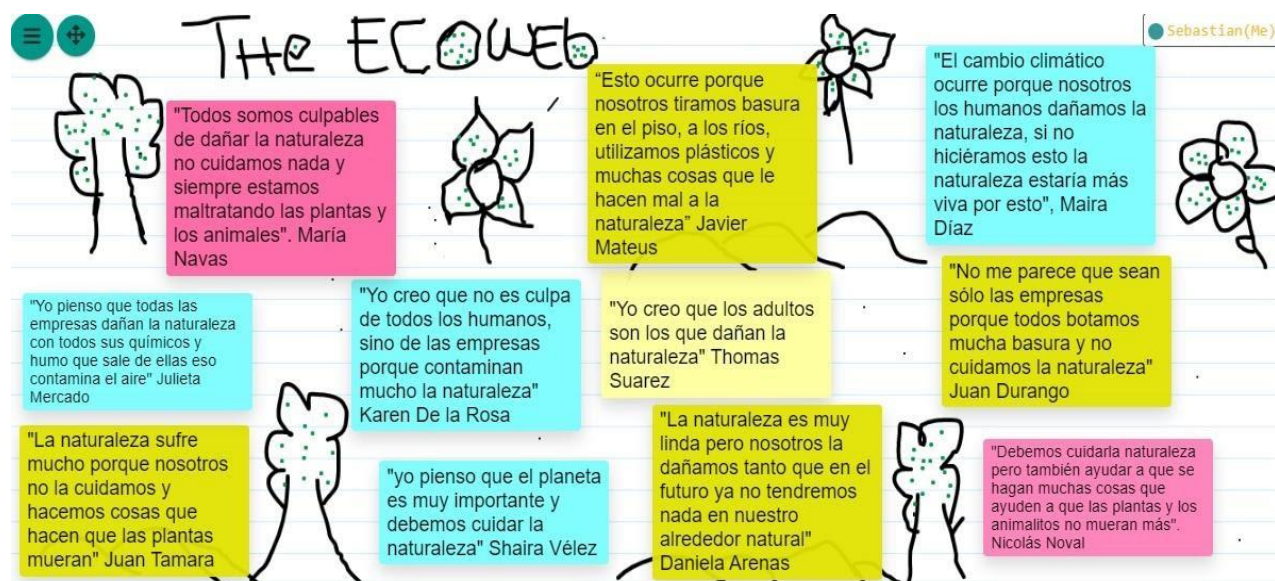 THE ECOWEb
Sebastian(Me)
"Todos somos culpables
de dañar la naturaleza
no cuidamos nada y
siempre estamos
maltratando las plantas y
los animales". María
Navas
“Esto ocurre porque
nosotros tiramos basura
en el piso, a los ríos,
utilizamos plásticos y
muchas cosas que le
hacen mal a la
naturaleza” Javier
Mateus
"El cambio climático
ocurre porque nosotros
los humanos dañamos la
naturaleza, si no
hiciéramos esto la
naturaleza estaría más
viva por esto", Maira
Díaz
"Yo pienso que todas las
empresas dañan la naturaleza
con todos sus químicos y
humo que sale de ellas eso
contamina el aire" Julieta
Mercado
"Yo creo que no es culpa
de todos los humanos,
sino de las empresas
porque contaminan
mucho la naturaleza"
Karen De la Rosa
"Yo creo que los adultos
son los que dañan la
naturaleza" Thomas
Suarez
"No me parece que sean
sólo las empresas
porque todos botamos
mucha basura y no
cuidamos la naturaleza"
Juan Durango
"La naturaleza sufre
mucho porque nosotros
no la cuidamos y
hacemos cosas que
hacen que las plantas
mueran" Juan Tamara
"yo pienso que el planeta
es muy importante y
debemos cuidar la
naturaleza" Shaira Vélez
"La naturaleza es muy
linda pero nosotros la
dañamos tanto que en el
futuro ya no tendremos
nada en nuestro
alrededor natural"
Daniela Arenas
"Debemos cuidarla naturaleza
pero también ayudar a que se
hagan muchas cosas que
ayuden a que las plantas y los
animalitos no mueran más".
Nicolás Noval